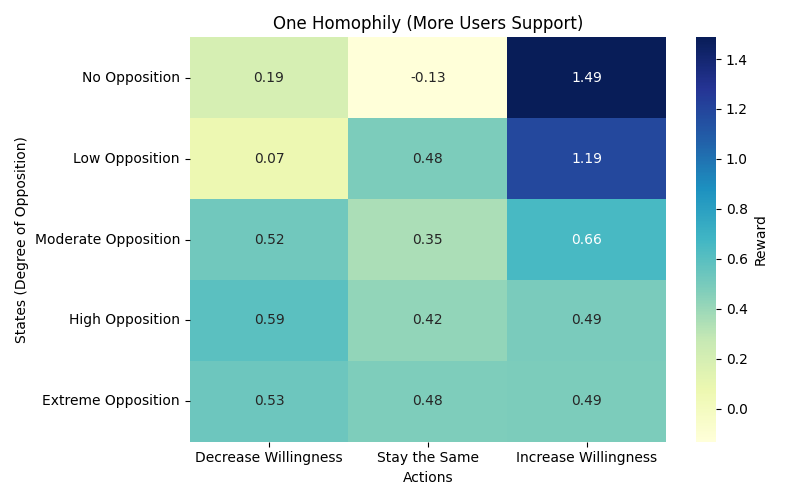 One Homophily (More Users Support)
No Opposition 0.19 -0.13 1.49
Low Opposition 0.07 0.48 1.19
Moderate Opposition 0.52 0.35 0.66
High Opposition 0.59 0.42 0.49
Extreme Opposition 0.53 0.48 0.49
Decrease Willingness Stay the Same Increase Willingness
Actions
States (Degree of Opposition)
1.4
1.2
1.0
0.8
0.6
0.4
0.2
0.0
Reward